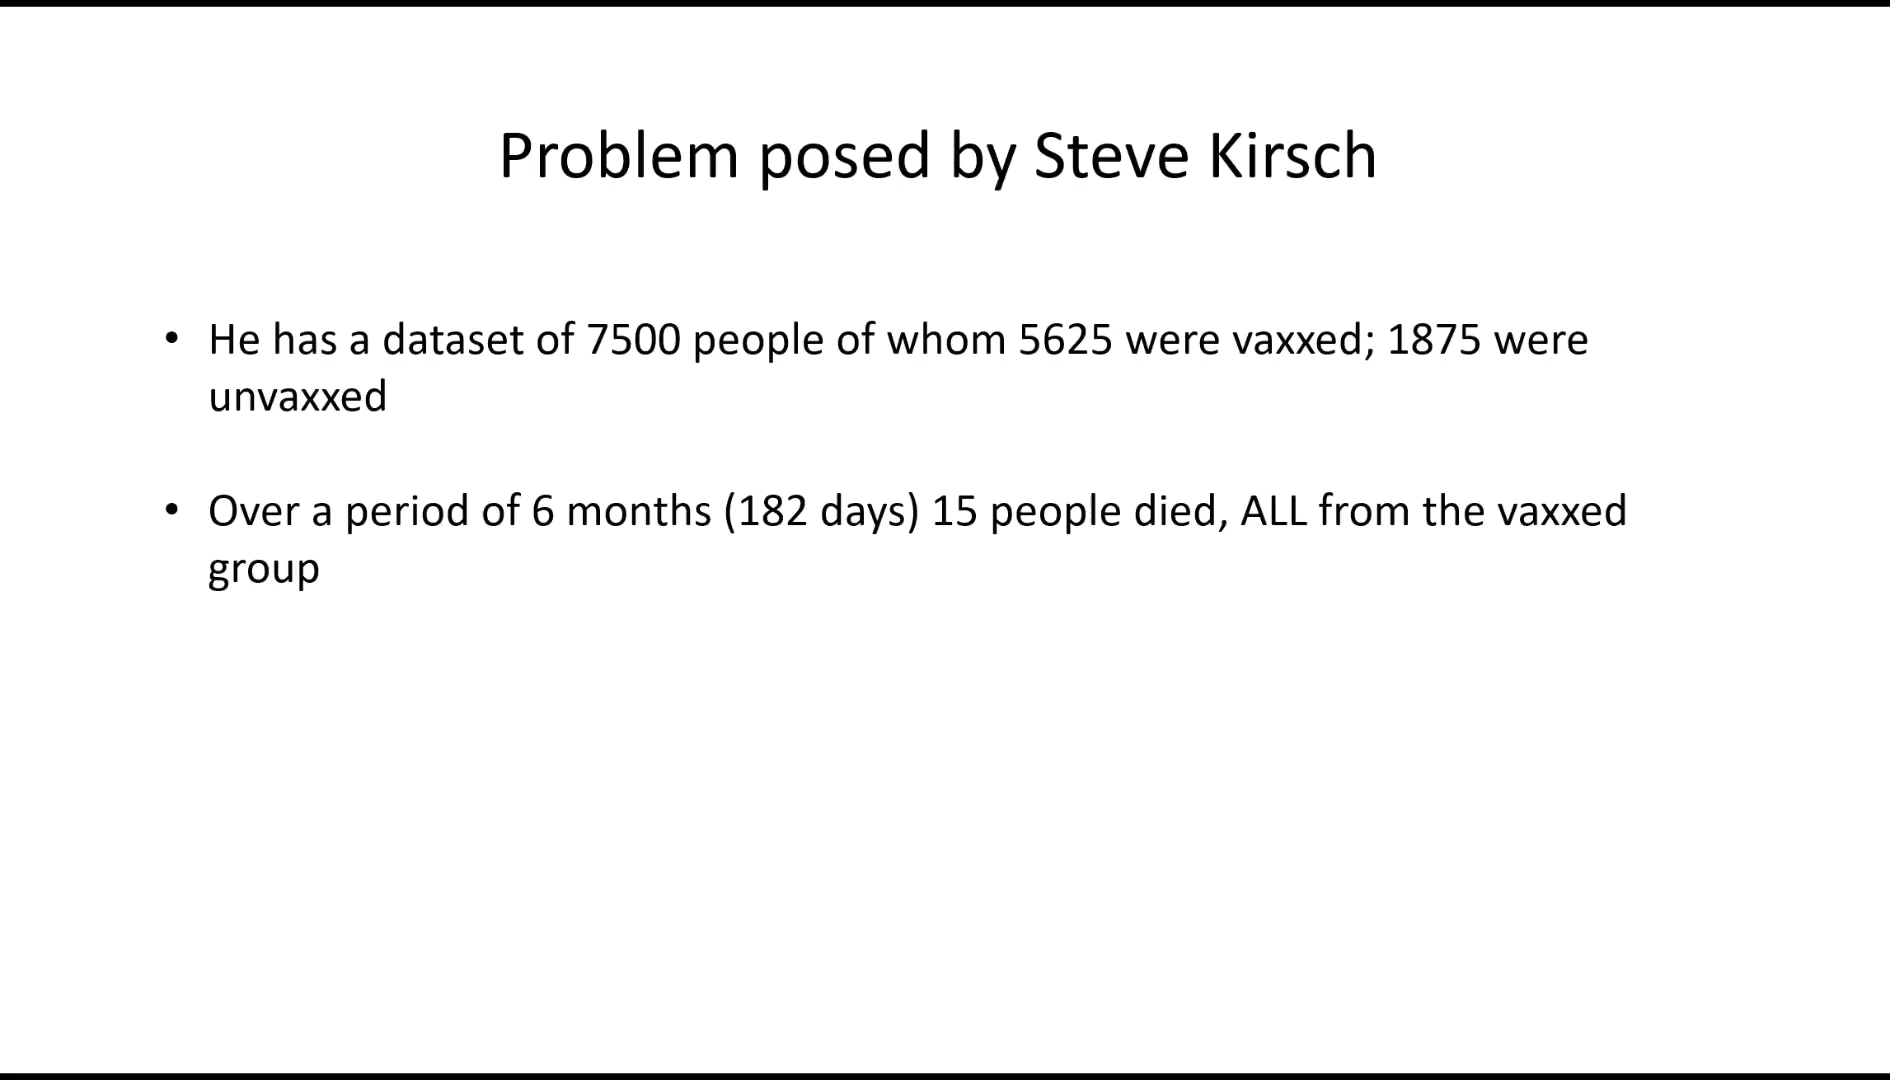 Problem posed by Steve Kirsch
• He has a dataset of 7500 people of whom 5625 were vaxxed; 1875 were
unvaxxed
• Over a period of 6 months (182 days) 15 people died, ALL from the vaxxed
group